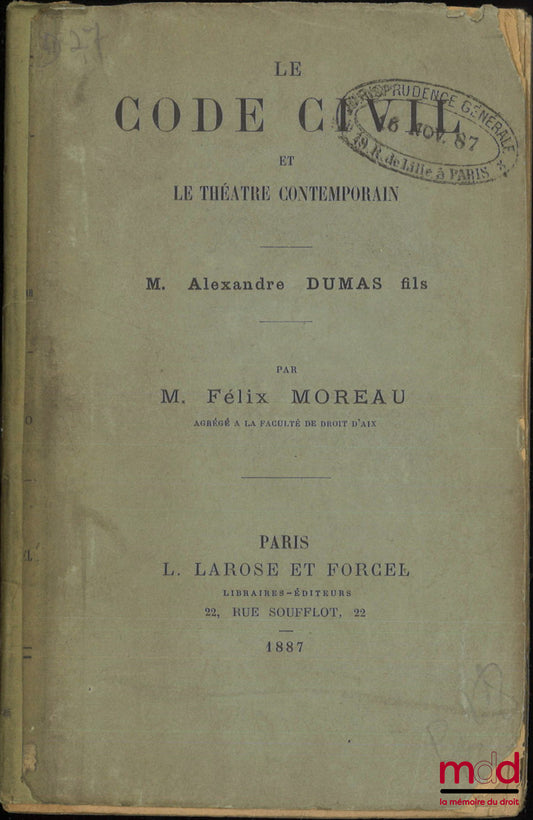 LE
CODE CIVIL
ET
LE THÉATRE CONTEMPORAIN
JURISPRUDENCE GÉNÉRALE
16 NOV. 87
19, R. de Lille à PARIS
M. Alexandre DUMAS fils
PAR
M. Félix MOREAU
AGRÉGÉ A LA FACULTÉ DE DROIT D'AIX
PARIS
L. LAROSE ET FORCEL
LIBRAIRES-ÉDITEURS
22, RUE SOUFFLOT, 22
1887
mdd
la mémoire du droit